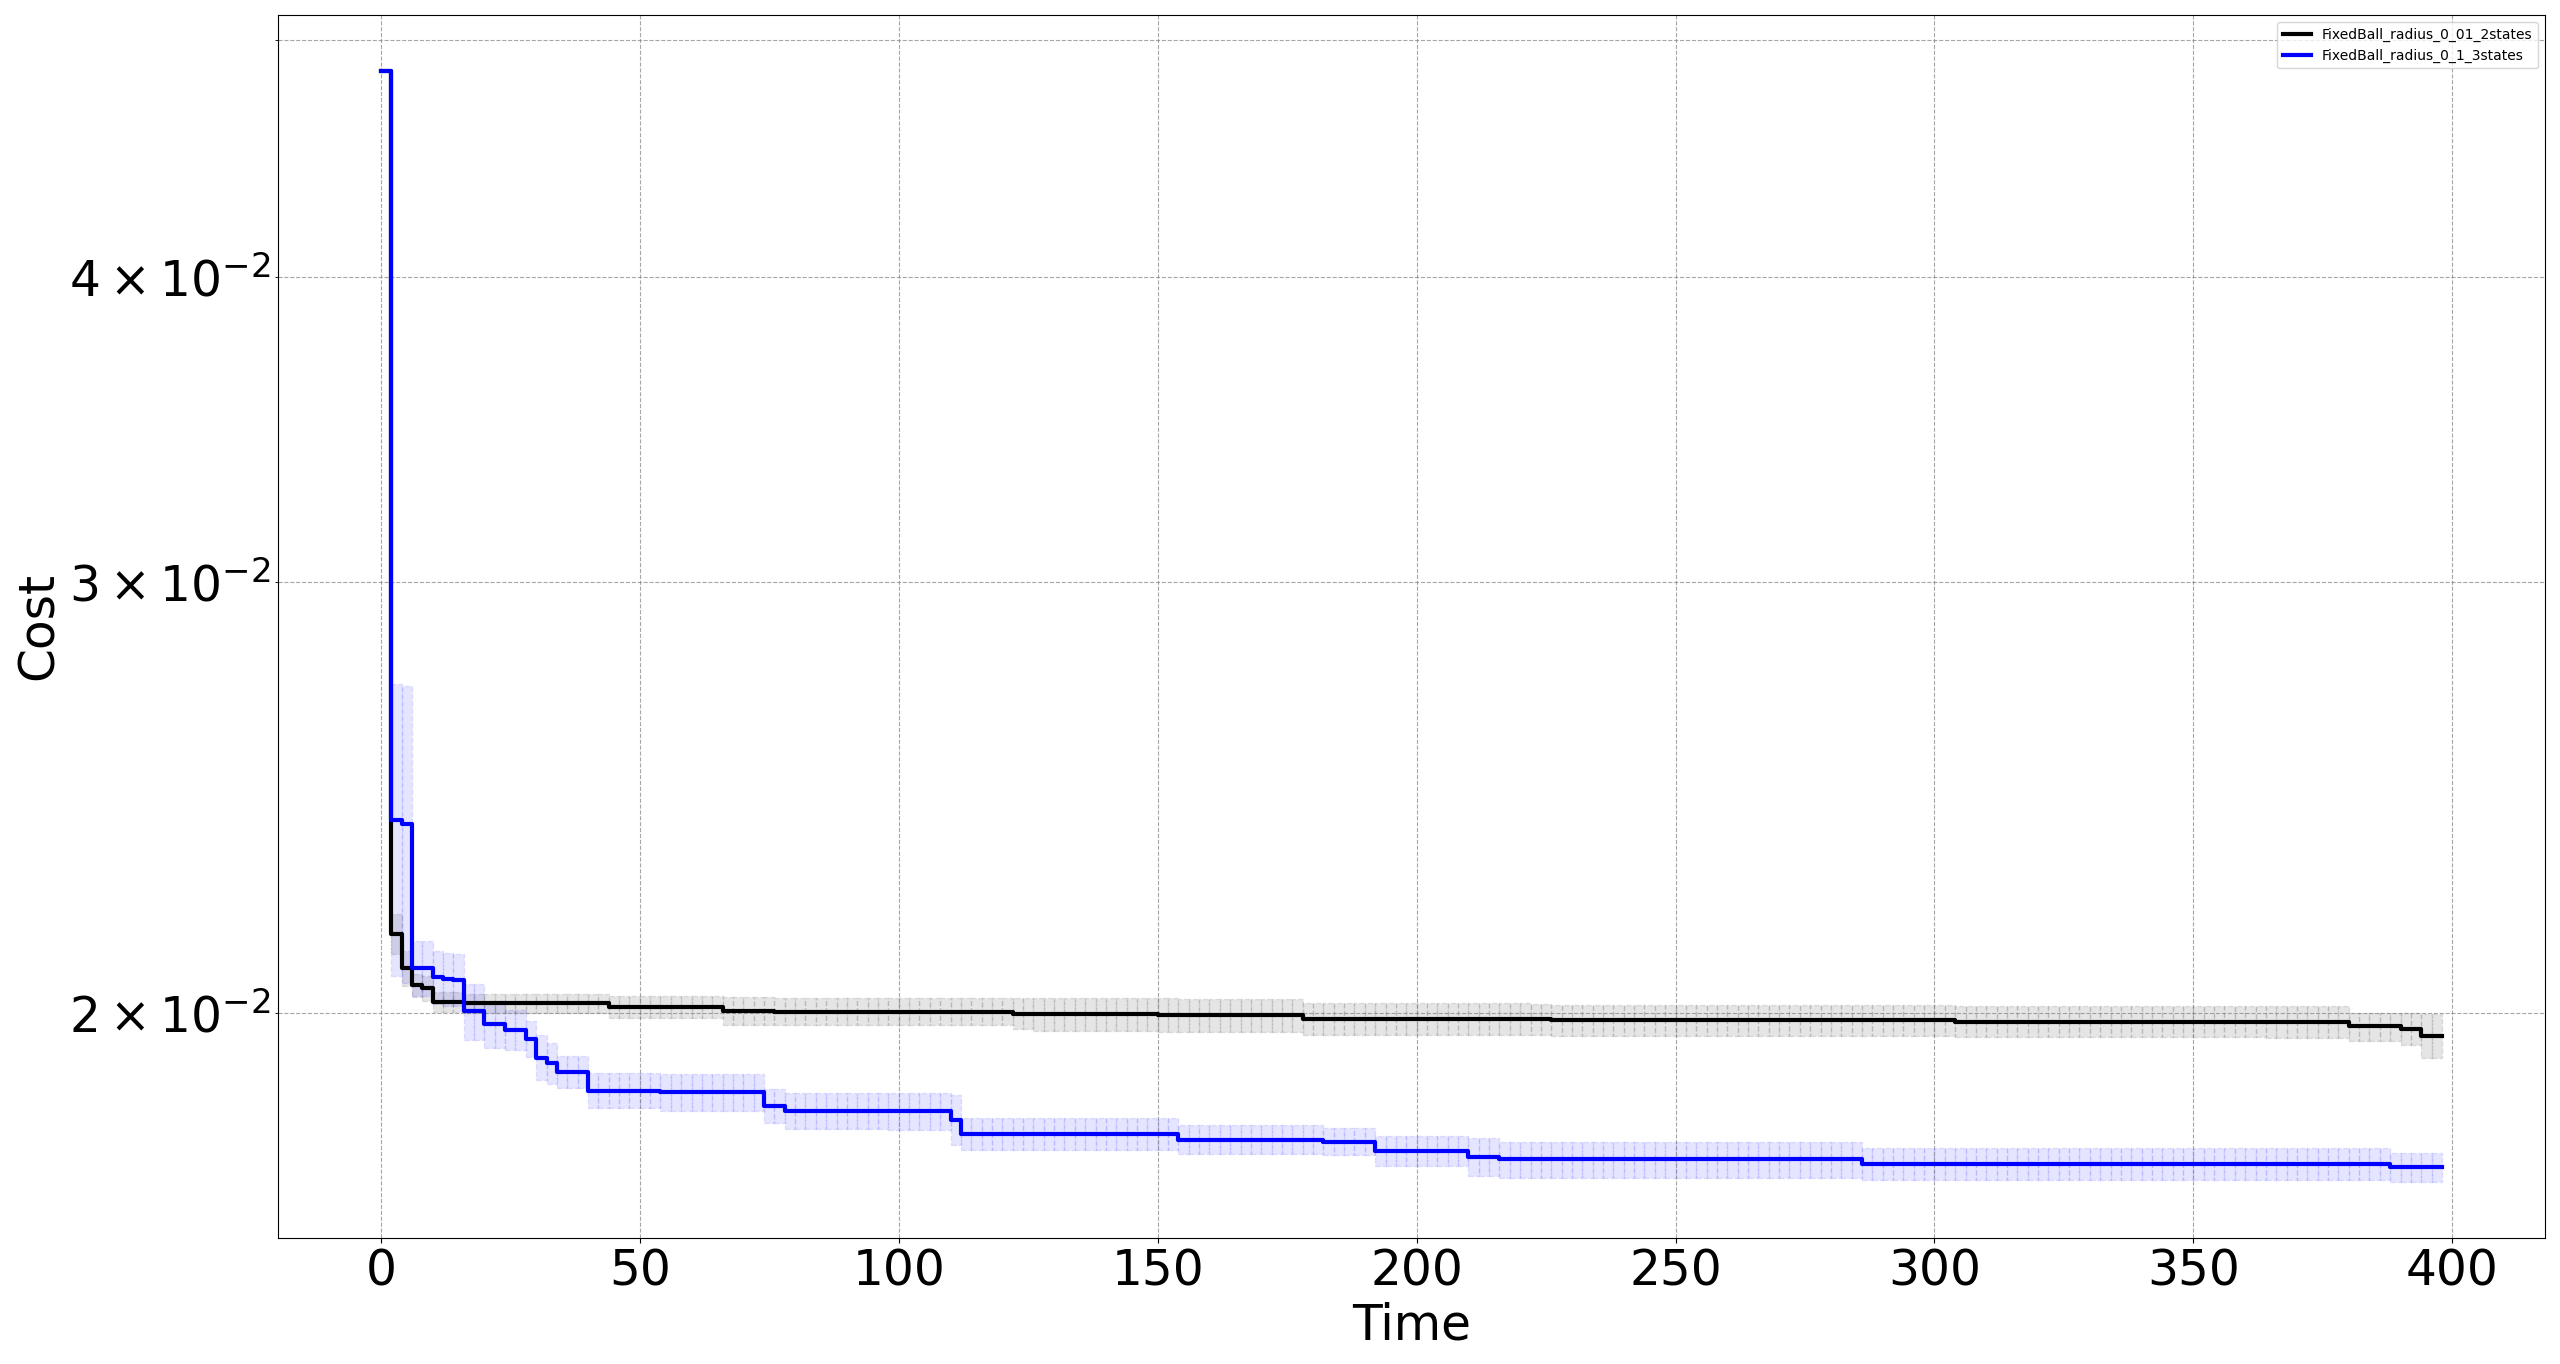 FixedBall_radius_0_01_2states
FixedBall_radius_0_1_3states
4 × 10⁻²
3 × 10⁻²
2 × 10⁻²
Cost
0 50 100 150 200 250 300 350 400
Time